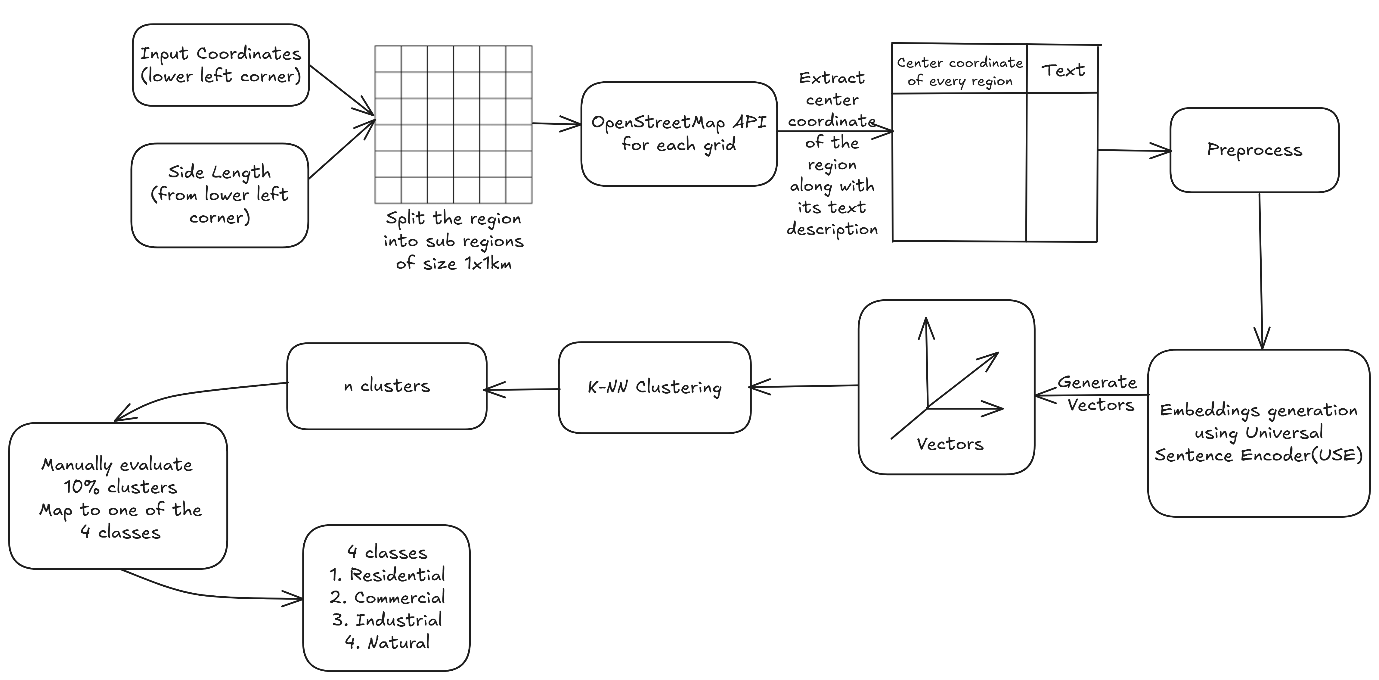 Input Coordinates
(lower left corner)
Side Length
(from lower left
corner)
Split the region
into sub regions
of size 1x1km
OpenStreetMap API
for each grid
Extract
center
coordinate
of the
region
along with
its text
description
Center coordinate
of every region
Text
Preprocess
Embeddings generation
using Universal
Sentence Encoder(USE)
Generate
Vectors
Vectors
K-NN Clustering
n clusters
Manually evaluate
10% clusters
Map to one of the
4 classes
4 classes
1. Residential
2. Commercial
3. Industrial
4. Natural